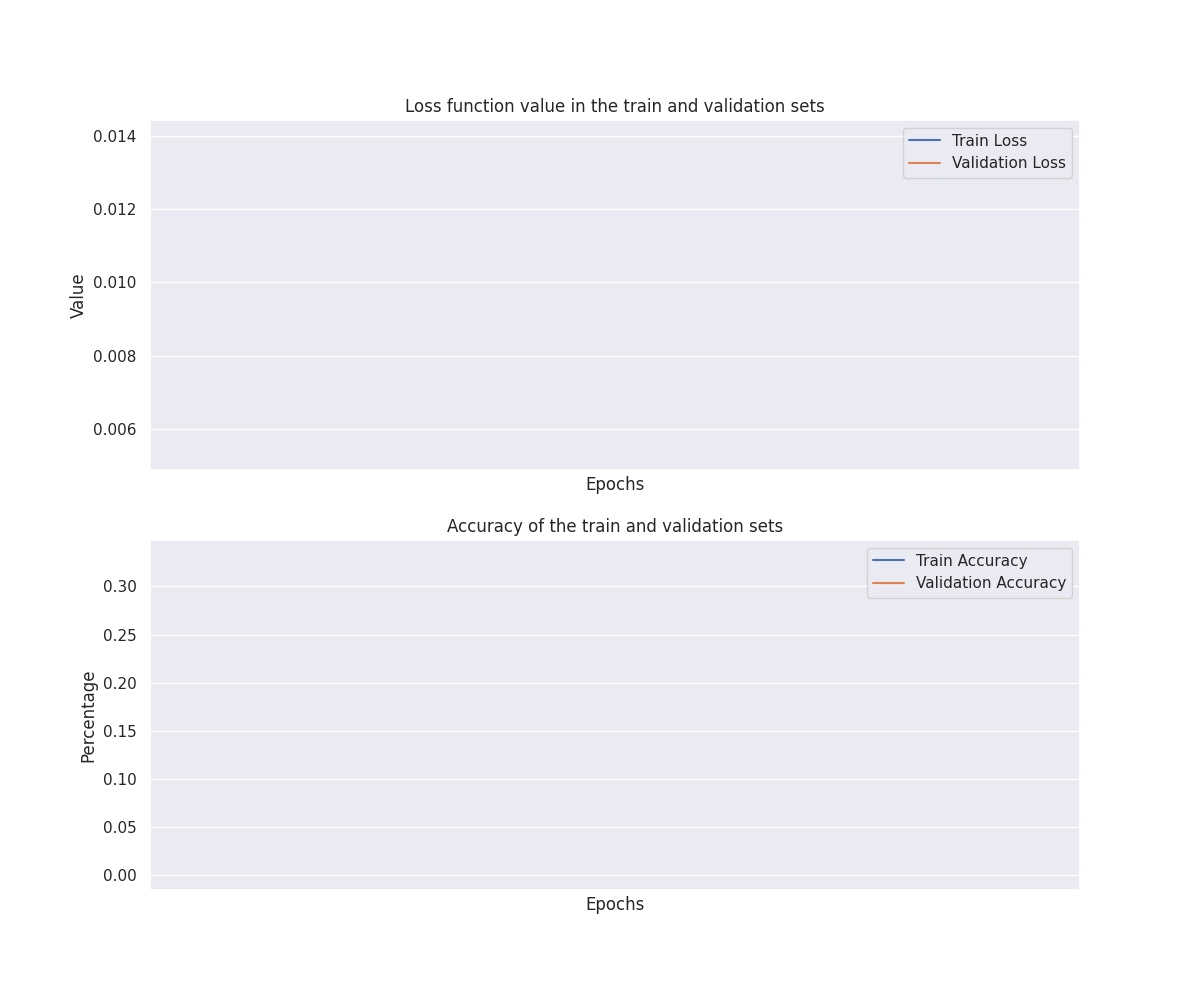 Loss function value in the train and validation sets
0.014
0.012
0.010
0.008
0.006
Value
Train Loss
Validation Loss
Epochs
Accuracy of the train and validation sets
0.30
0.25
0.20
0.15
0.10
0.05
0.00
Percentage
Train Accuracy
Validation Accuracy
Epochs